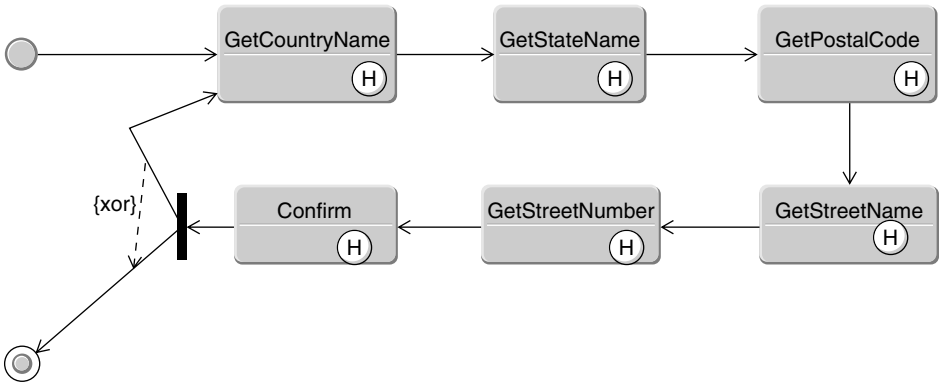 GetCountryName
H
GetStateName
H
GetPostalCode
H
{xor}
Confirm
H
GetStreetNumber
H
GetStreetName
H